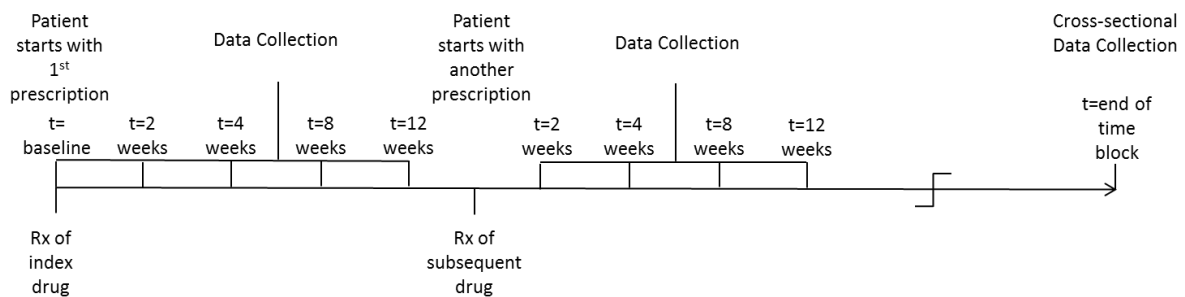 Patient
starts with
1st
prescription
t=
baseline
Data Collection
t=2
weeks
t=4
weeks
t=8
weeks
t=12
weeks
Patient
starts with
another
prescription
Data Collection
t=2
weeks
t=4
weeks
t=8
weeks
t=12
weeks
Cross-sectional
Data Collection
t=end of
time
block
Rx of
index
drug
Rx of
subsequent
drug